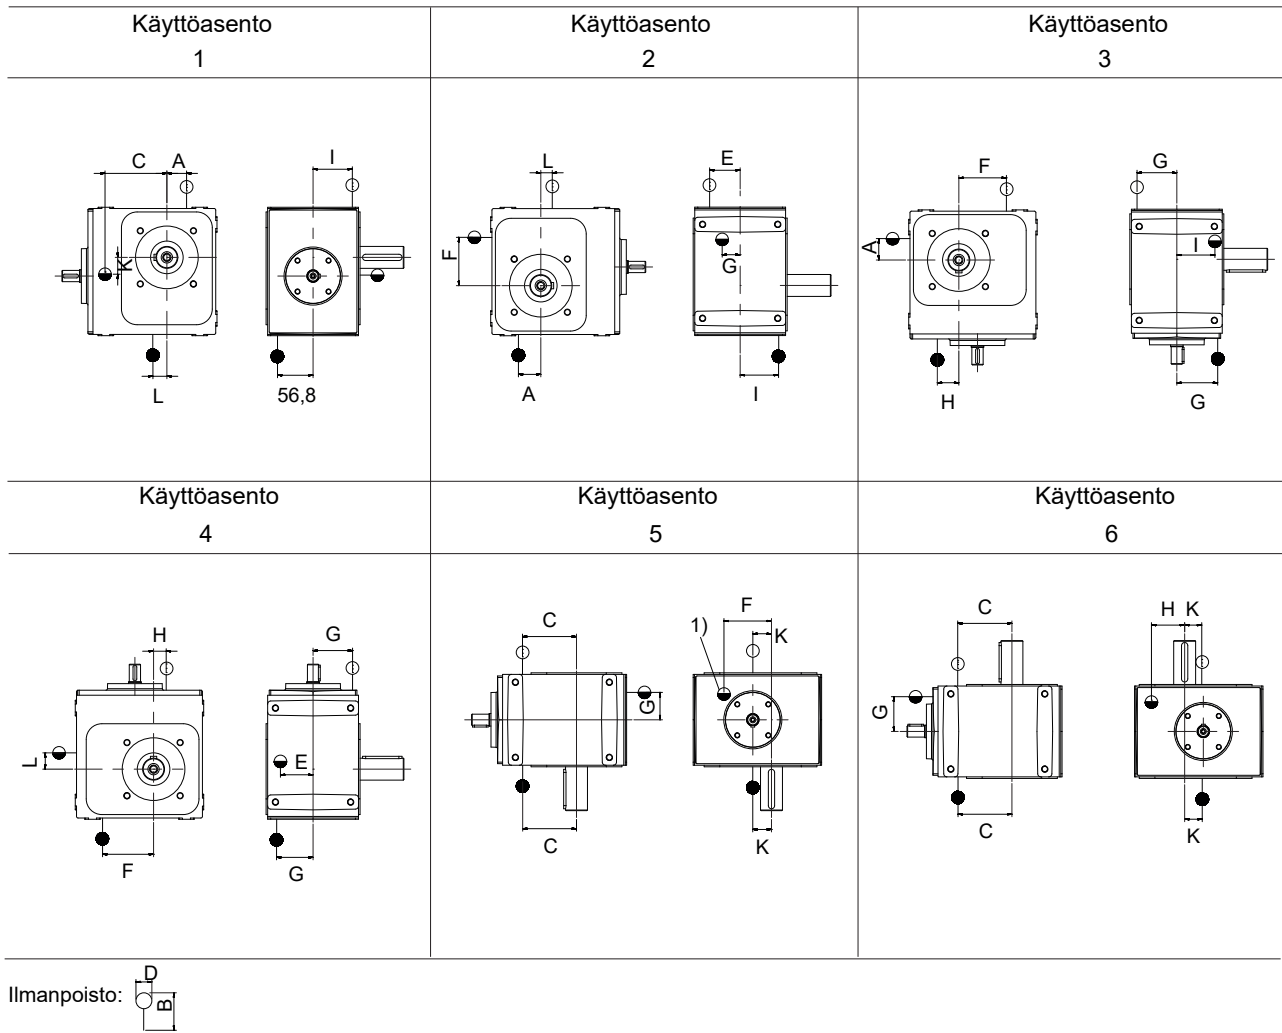 Käyttöasento
1
Käyttöasento
2
Käyttöasento
3
C
A
I
K
L
56,8
L
E
F
G
A
I
F
G
A
I
H
G
Käyttöasento
4
Käyttöasento
5
Käyttöasento
6
H
G
L
E
F
G
C
F
1)
K
G
C
K
C
H
K
G
C
K
Ilmanpoisto:
D
B